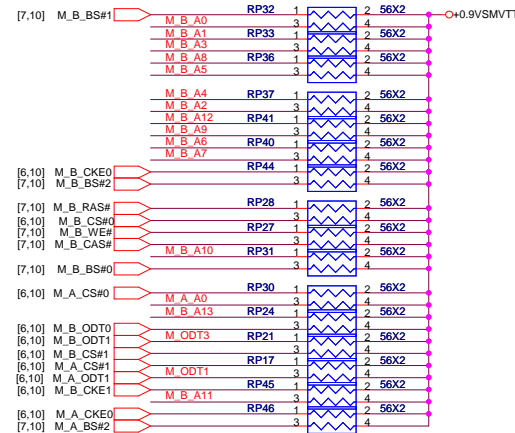 [7,10] M_B_BS#1 RP32 1 2 56X2 +0.9VSMVTT
M_B_A0 3 4
M_B_A1 RP33 1 2 56X2
M_B_A3 3 4
M_B_A8 RP36 1 2 56X2
M_B_A5 3 4
M_B_A4 RP37 1 2 56X2
M_B_A2 3 4
M_B_A12 RP41 1 2 56X2
M_B_A9 3 4
M_B_A6 RP40 1 2 56X2
M_B_A7 3 4
[6,10] M_B_CKE0 RP44 1 2 56X2
[7,10] M_B_BS#2 3 4
[7,10] M_B_RAS# RP28 1 2 56X2
[6,10] M_B_CS#0 3 4
[7,10] M_B_WE# RP27 1 2 56X2
[7,10] M_B_CAS# 3 4
M_B_A10 RP31 1 2 56X2
[7,10] M_B_BS#0 3 4
[6,10] M_A_CS#0 RP30 1 2 56X2
M_A_A0 3 4
M_B_A13 RP24 1 2 56X2
[6,10] M_B_ODT0 3 4
[6,10] M_B_ODT1 M_ODT3 RP21 1 2 56X2
[6,10] M_B_CS#1 3 4
[6,10] M_A_CS#1 RP17 1 2 56X2
[6,10] M_A_ODT1 M_ODT1 3 4
[6,10] M_B_CKE1 RP45 1 2 56X2
M_B_A11 3 4
[6,10] M_A_CKE0 RP46 1 2 56X2
[7,10] M_A_BS#2 3 4